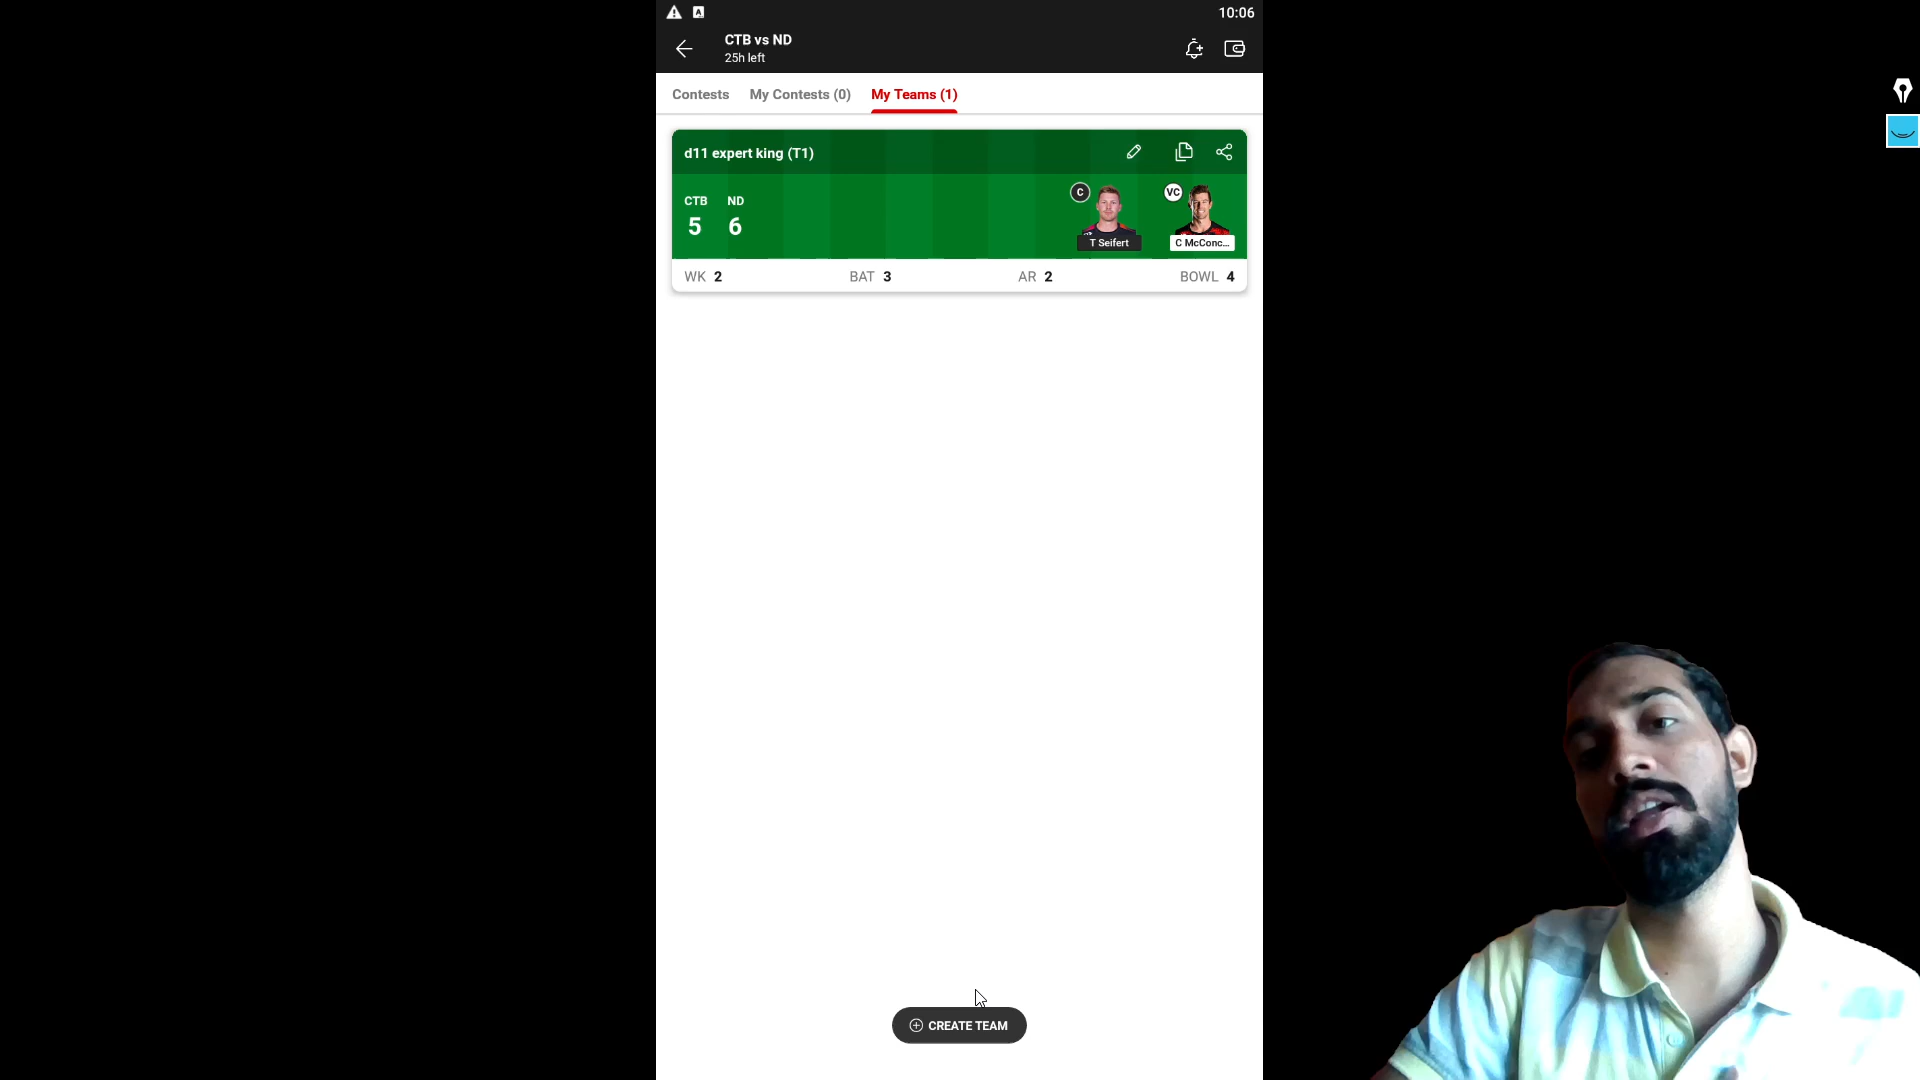 10:06
CTB vs ND
25h left
Contests My Contests (0) My Teams (1)
d11 expert king (T1)
CTB ND
5 6
C
VC
T Seifert
C McConc...
WK 2 BAT 3 AR 2 BOWL 4
CREATE TEAM